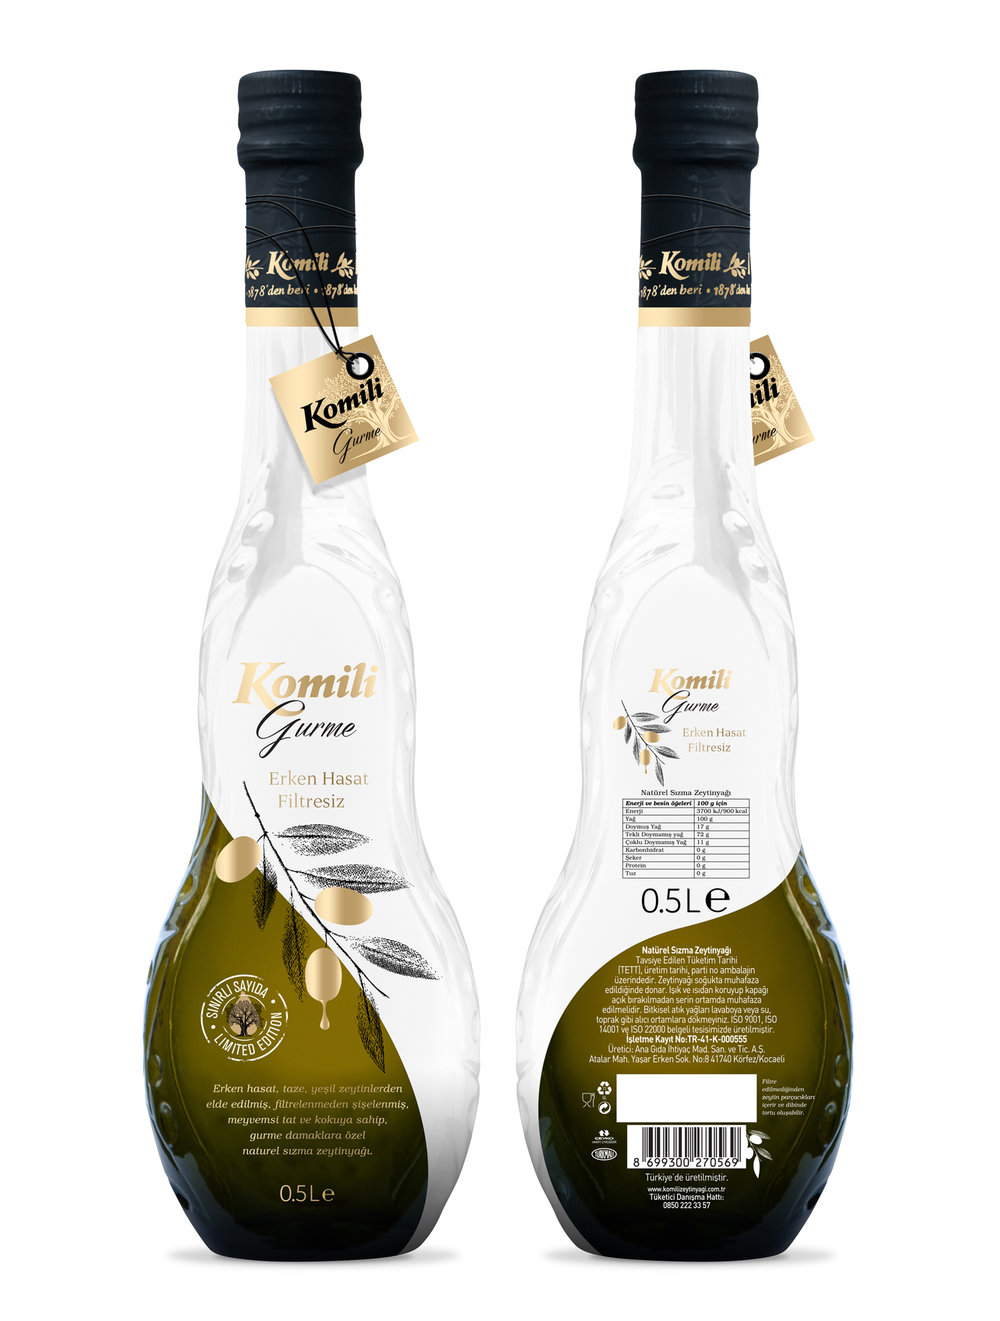 Komili
1878'den beri • 1878'den
Komili
Gurme
Komili
Gurme
Erken Hasat
Filtresiz
SINIRLI SAYIDA
LIMITED EDITION
Erken hasat, taze, yeşil zeytinlerden
elde edilmiş, filtrelenmeden şişelenmiş,
meyvemsi tat ve kokuya sahip,
gurme damaklara özel
naturel sızma zeytinyağı.
0.5 L e
Komili
1878'den beri • 1878'den
Komili
Gurme
Erken Hasat
Filtresiz
Natürel Sızma Zeytinyağı
Enerji ve besin öğeleri 100 g için
Enerji 3700 kJ/900 kcal
Yağ 100 g
Doymuş Yağ 17 g
Tekli Doymamış yağ 72 g
Çoklu Doymamış Yağ 11 g
Karbonhidrat 0 g
Şeker 0 g
Protein 0 g
Tuz 0 g
0.5 L e
Natürel Sızma Zeytinyağı
Tavsiye Edilen Tüketim Tarihi
(TETT), üretim tarihi, parti no ambalajın
üzerindedir. Zeytinyağı soğukta muhafaza
edildiğinde donar. Işık ve ısıdan koruyup kapağı
açık bırakılmadan serin ortamda muhafaza
edilmelidir. Bitkisel atık yağları lavaboya veya su,
toprak gibi alıcı ortamlara dökmeyiniz. ISO 9001, ISO
14001 ve ISO 22000 belgeli tesisimizde üretilmiştir.
İşletme Kayıt No:TR-41-K-000555
Üretici: Ana Gıda İhtiyaç Mad. San. ve Tic. A.Ş.
Atalar Mah. Yaşar Erken Sok. No:8 41740 Körfez/Kocaeli
Filtre
edilmediğinden
zeytin parçacıkları
içerir ve dibinde
tortu oluşabilir.
ÇEVKO
8 699300 270569
Türkiye'de üretilmiştir.
www.komilizeytinyagi.com.tr
Tüketici Danışma Hattı:
0850 222 33 57